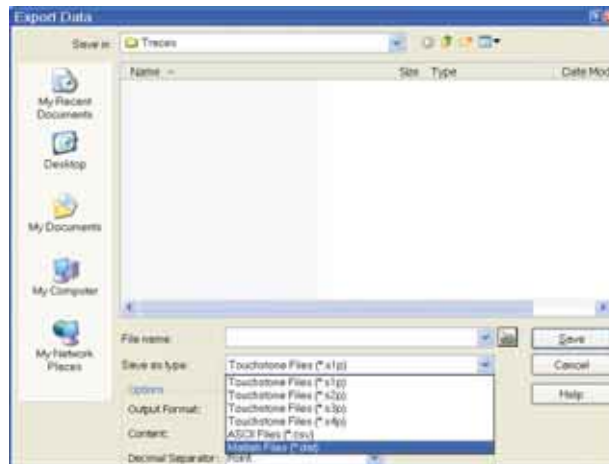 Export Data
Save in: Traces
Name Size Type Date Mod
My Recent
Documents
Desktop
My Documents
My Computer
My Network
Places
File name: Save
Save as type: Touchstone Files (*.s1p) Cancel
Touchstone Files (*.s1p)
Touchstone Files (*.s2p)
Touchstone Files (*.s3p)
Touchstone Files (*.s4p)
ASCII Files (*.csv)
Matlab Files (*.dat)
Help
Options
Output Format:
Content:
Decimal Separator: Point